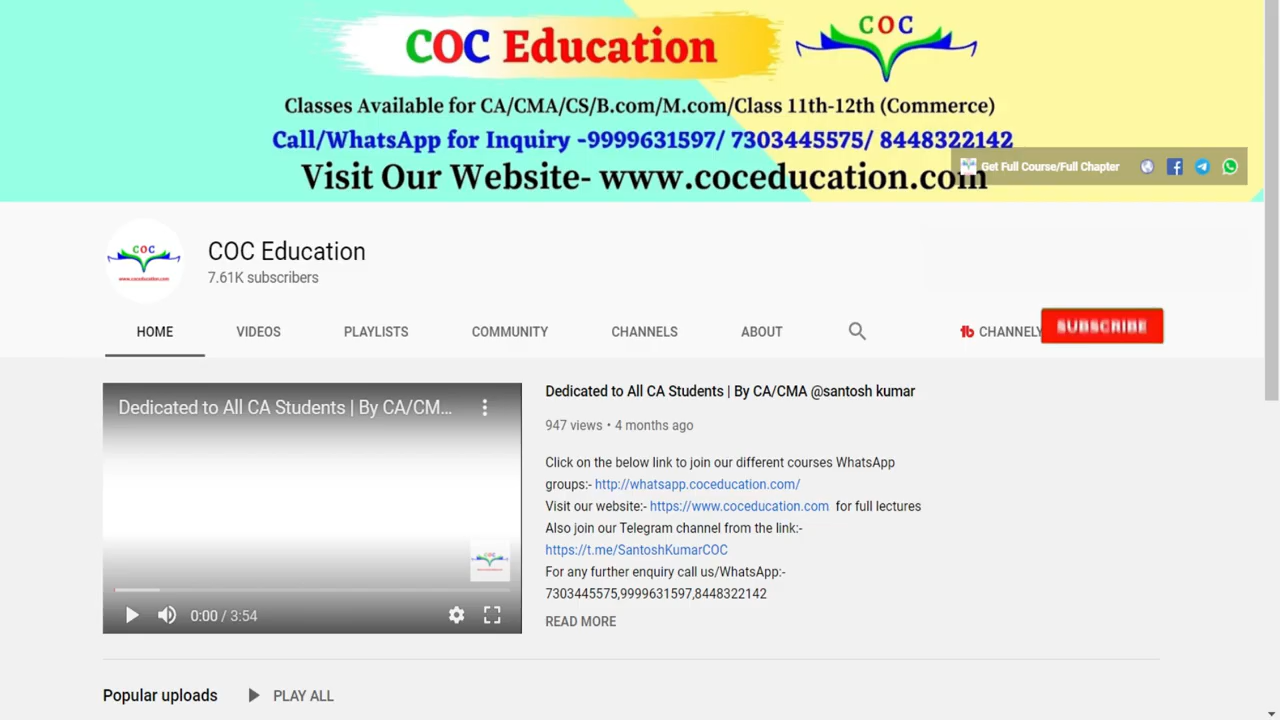 COC Education
COC
Classes Available for CA/CMA/CS/B.com/M.com/Class 11th-12th (Commerce)
Call/WhatsApp for Inquiry -9999631597/ 7303445575/ 8448322142
Get Full Course/Full Chapter
Visit Our Website- www.coceducation.com
COC
www.coceducation.com
COC Education
7.61K subscribers
HOME VIDEOS PLAYLISTS COMMUNITY CHANNELS ABOUT CHANNELY
SUBSCRIBE
Dedicated to All CA Students | By CA/CM...
Dedicated to All CA Students | By CA/CMA @santosh kumar
947 views • 4 months ago
Click on the below link to join our different courses WhatsApp
groups:- http://whatsapp.coceducation.com/
Visit our website:- https://www.coceducation.com for full lectures
Also join our Telegram channel from the link:-
https://t.me/SantoshKumarCOC
For any further enquiry call us/WhatsApp:-
7303445575,9999631597,8448322142
READ MORE
COC
0:00 / 3:54
Popular uploads PLAY ALL